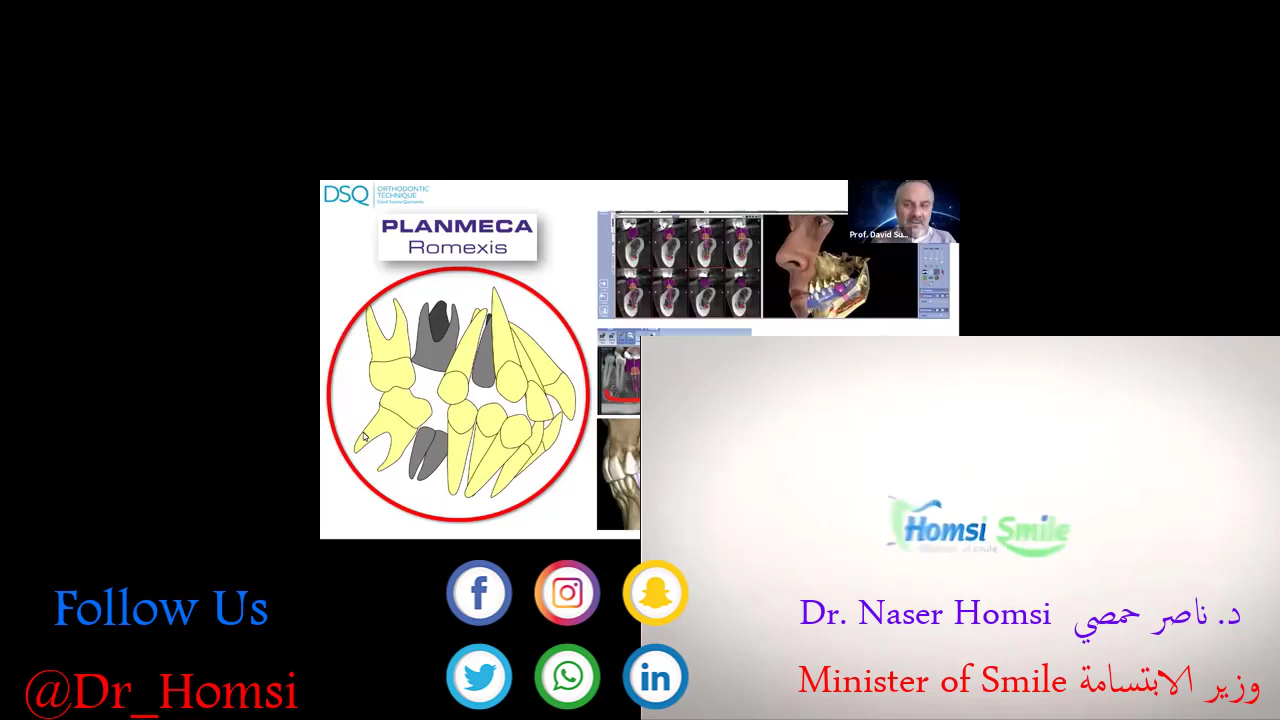 DSQ
ORTHODONTIC
TECHNIQUE
PLANMECA
Romexis
Prof. David Su...
Homsi Smile
Follow Us
@Dr_Homsi
Dr. Naser Homsi د. ناصر حمصي
Minister of Smile وزير الابتسامة